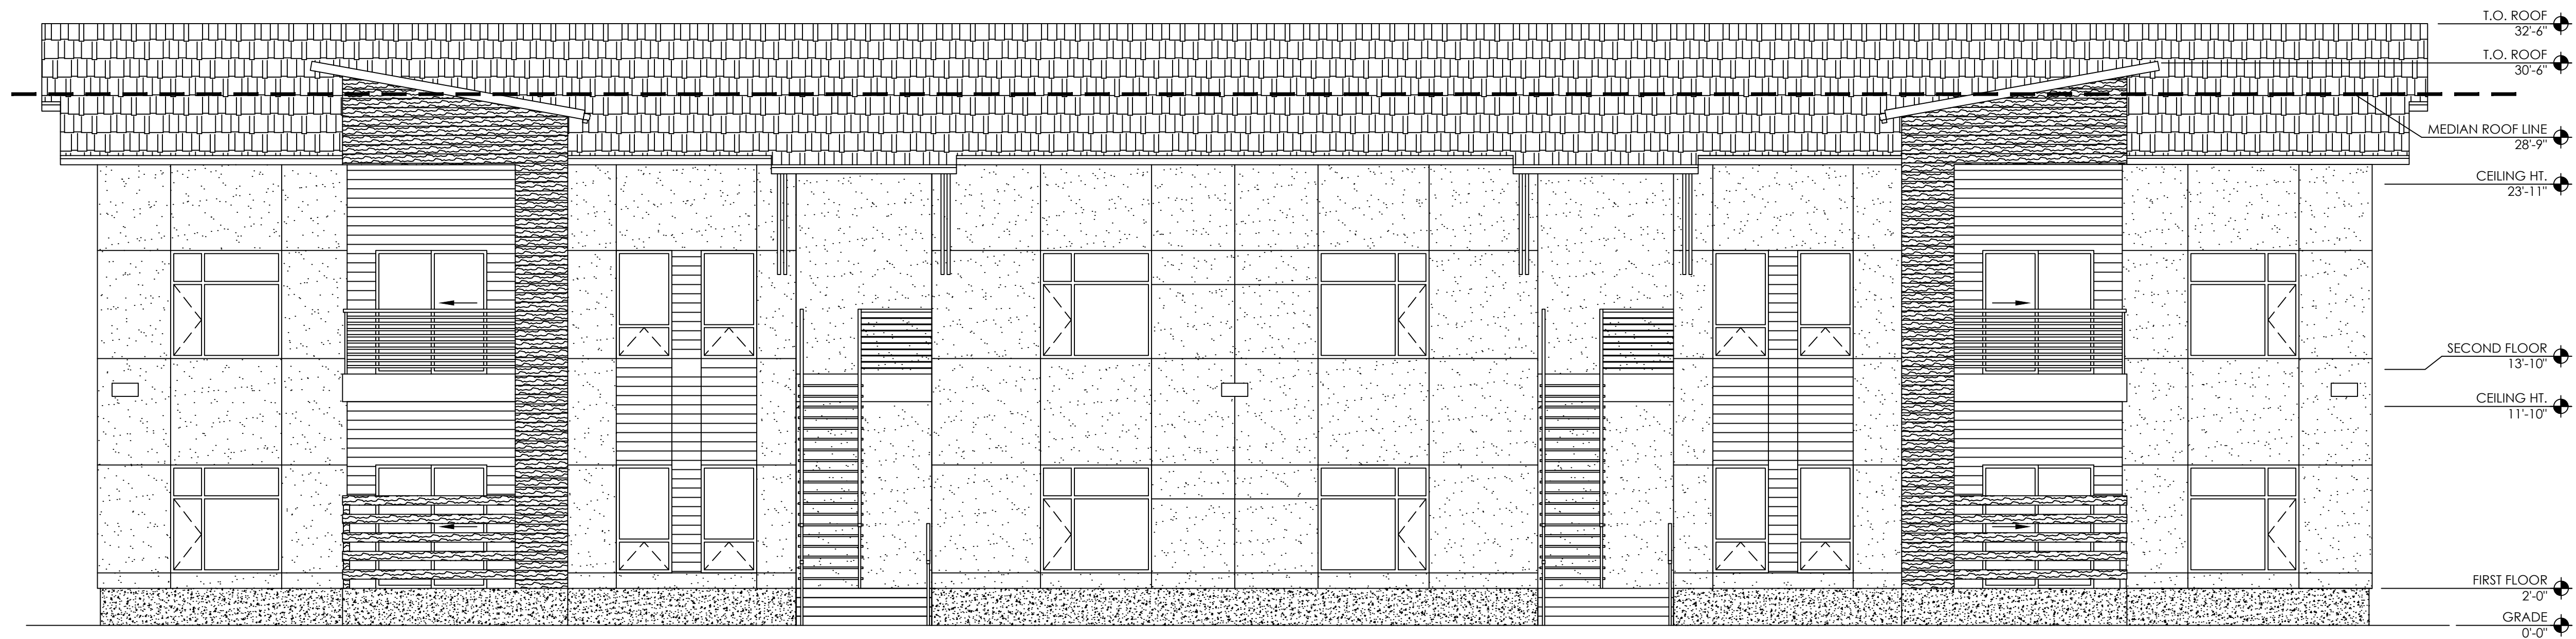 T.O. ROOF
32'-6"
T.O. ROOF
30'-6"
MEDIAN ROOF LINE
28'-9"
CEILING HT.
23'-11"
SECOND FLOOR
13'-10"
CEILING HT.
11'-10"
FIRST FLOOR
2'-0"
GRADE
0'-0"